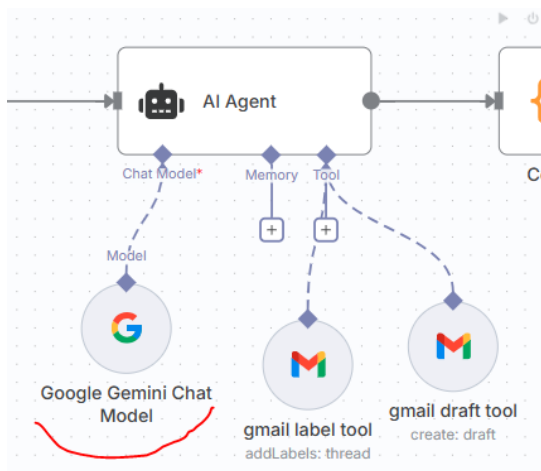 AI Agent
Chat Model*
Memory
Tool
Model
Google Gemini Chat
Model
gmail label tool
addLabels: thread
gmail draft tool
create: draft